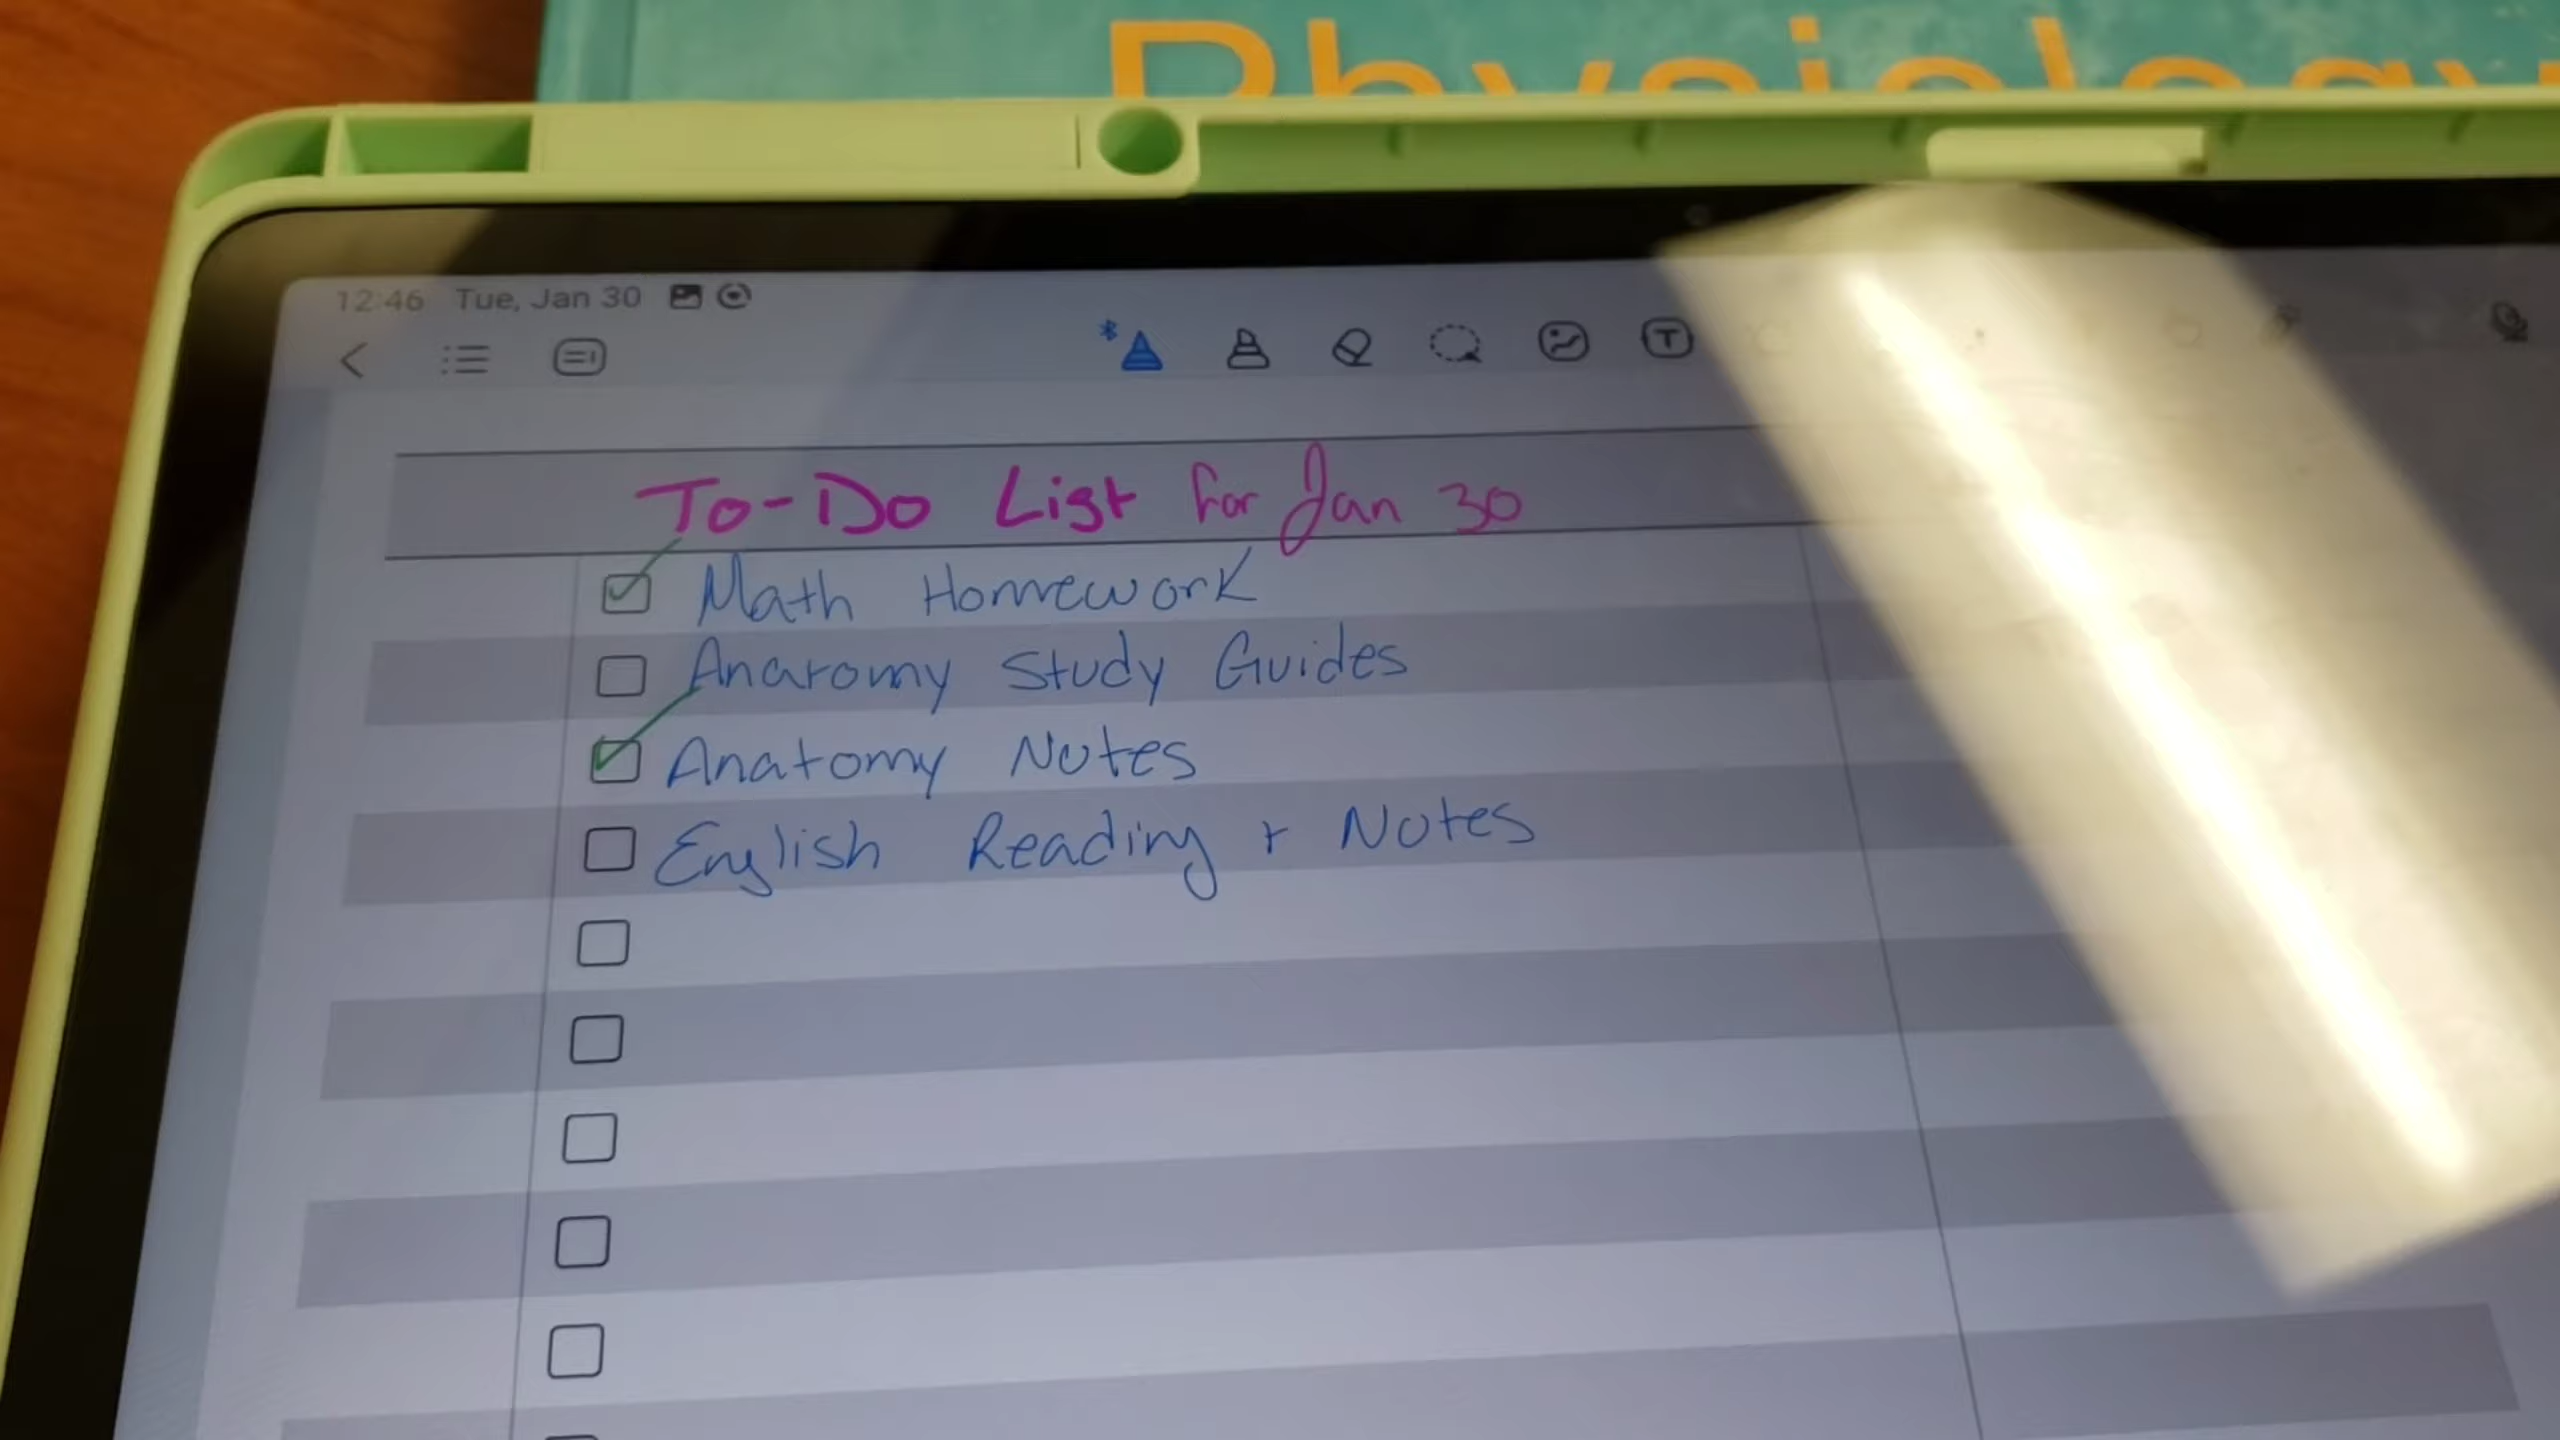 Physiology
12:46 Tue, Jan 30
T
To-Do List for Jan 30
Math Homework
Anatomy Study Guides
Anatomy Notes
English Reading + Notes